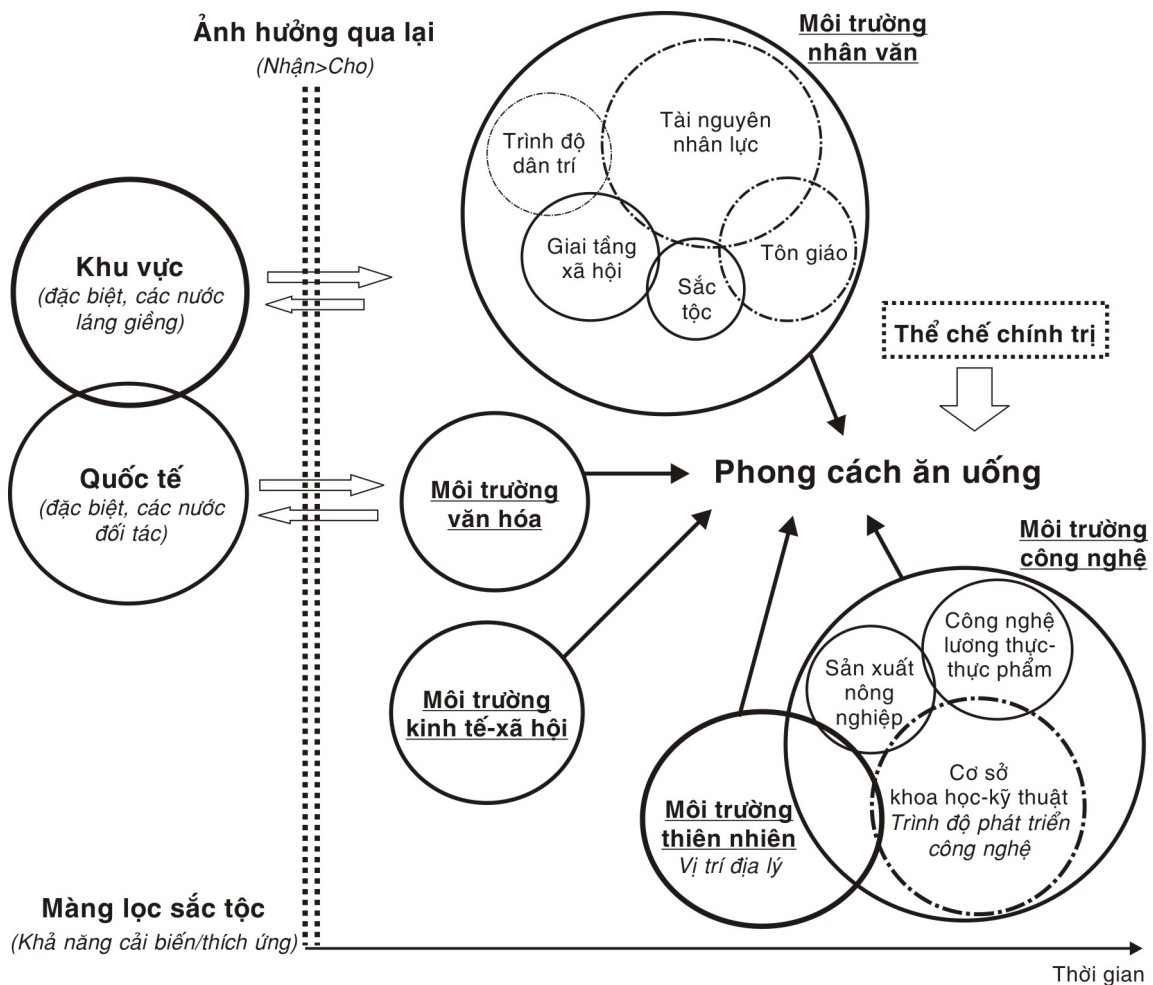 Ảnh hưởng qua lại
(Nhận>Cho)
Môi trường
nhân văn
Trình độ
dân trí
Tài nguyên
nhân lực
Giai tầng
xã hội
Sắc
tộc
Tôn giáo
Khu vực
(đặc biệt, các nước
láng giềng)
Thể chế chính trị
Quốc tế
(đặc biệt, các nước
đối tác)
Môi trường
văn hóa
Phong cách ăn uống
Môi trường
công nghệ
Công nghệ
lương thực-
thực phẩm
Sản xuất
nông
nghiệp
Môi trường
kinh tế-xã hội
Cơ sở
khoa học-kỹ thuật
Trình độ phát triển
công nghệ
Môi trường
thiên nhiên
Vị trí địa lý
Màng lọc sắc tộc
(Khả năng cải biến/thích ứng)
Thời gian